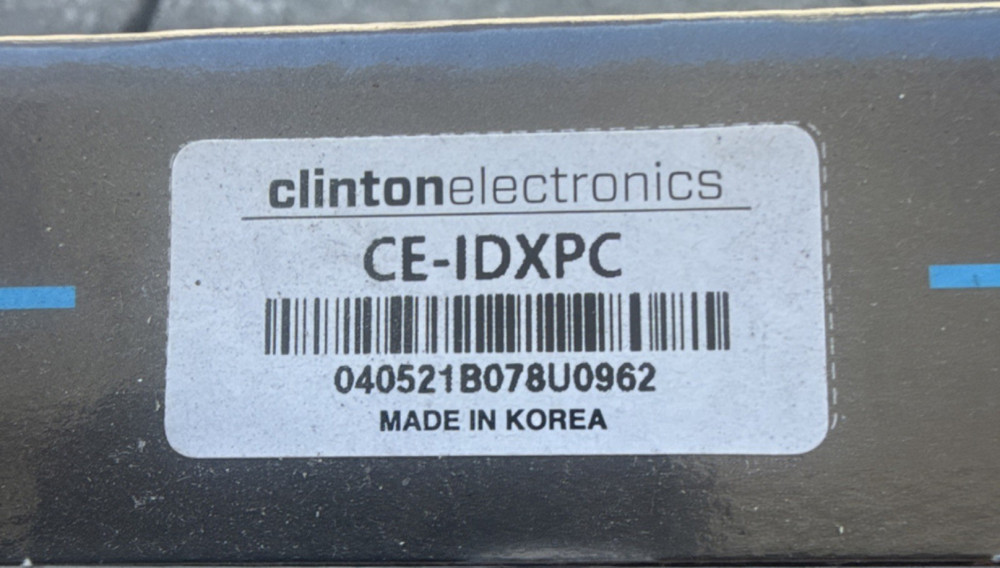 clintonelectronics
CE-IDXPC
040521B078U0962
MADE IN KOREA